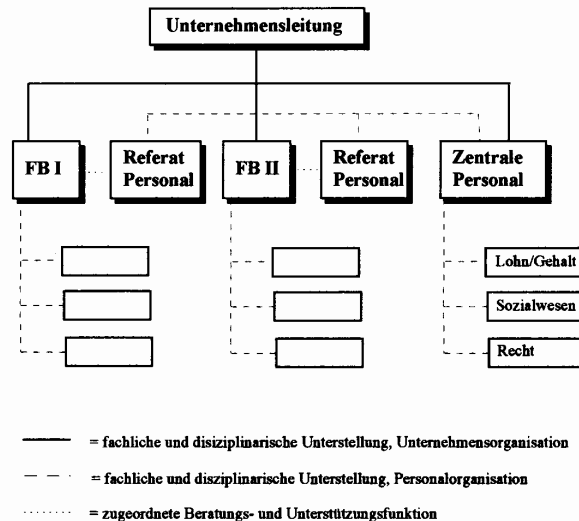 Unternehmensleitung
FB I
Referat
Personal
FB II
Referat
Personal
Zentrale
Personal
Lohn/Gehalt
Sozialwesen
Recht
= fachliche und disiziplinarische Unterstellung, Unternehmensorganisation
= fachliche und disziplinarische Unterstellung, Personalorganisation
= zugeordnete Beratungs- und Unterstützungsfunktion